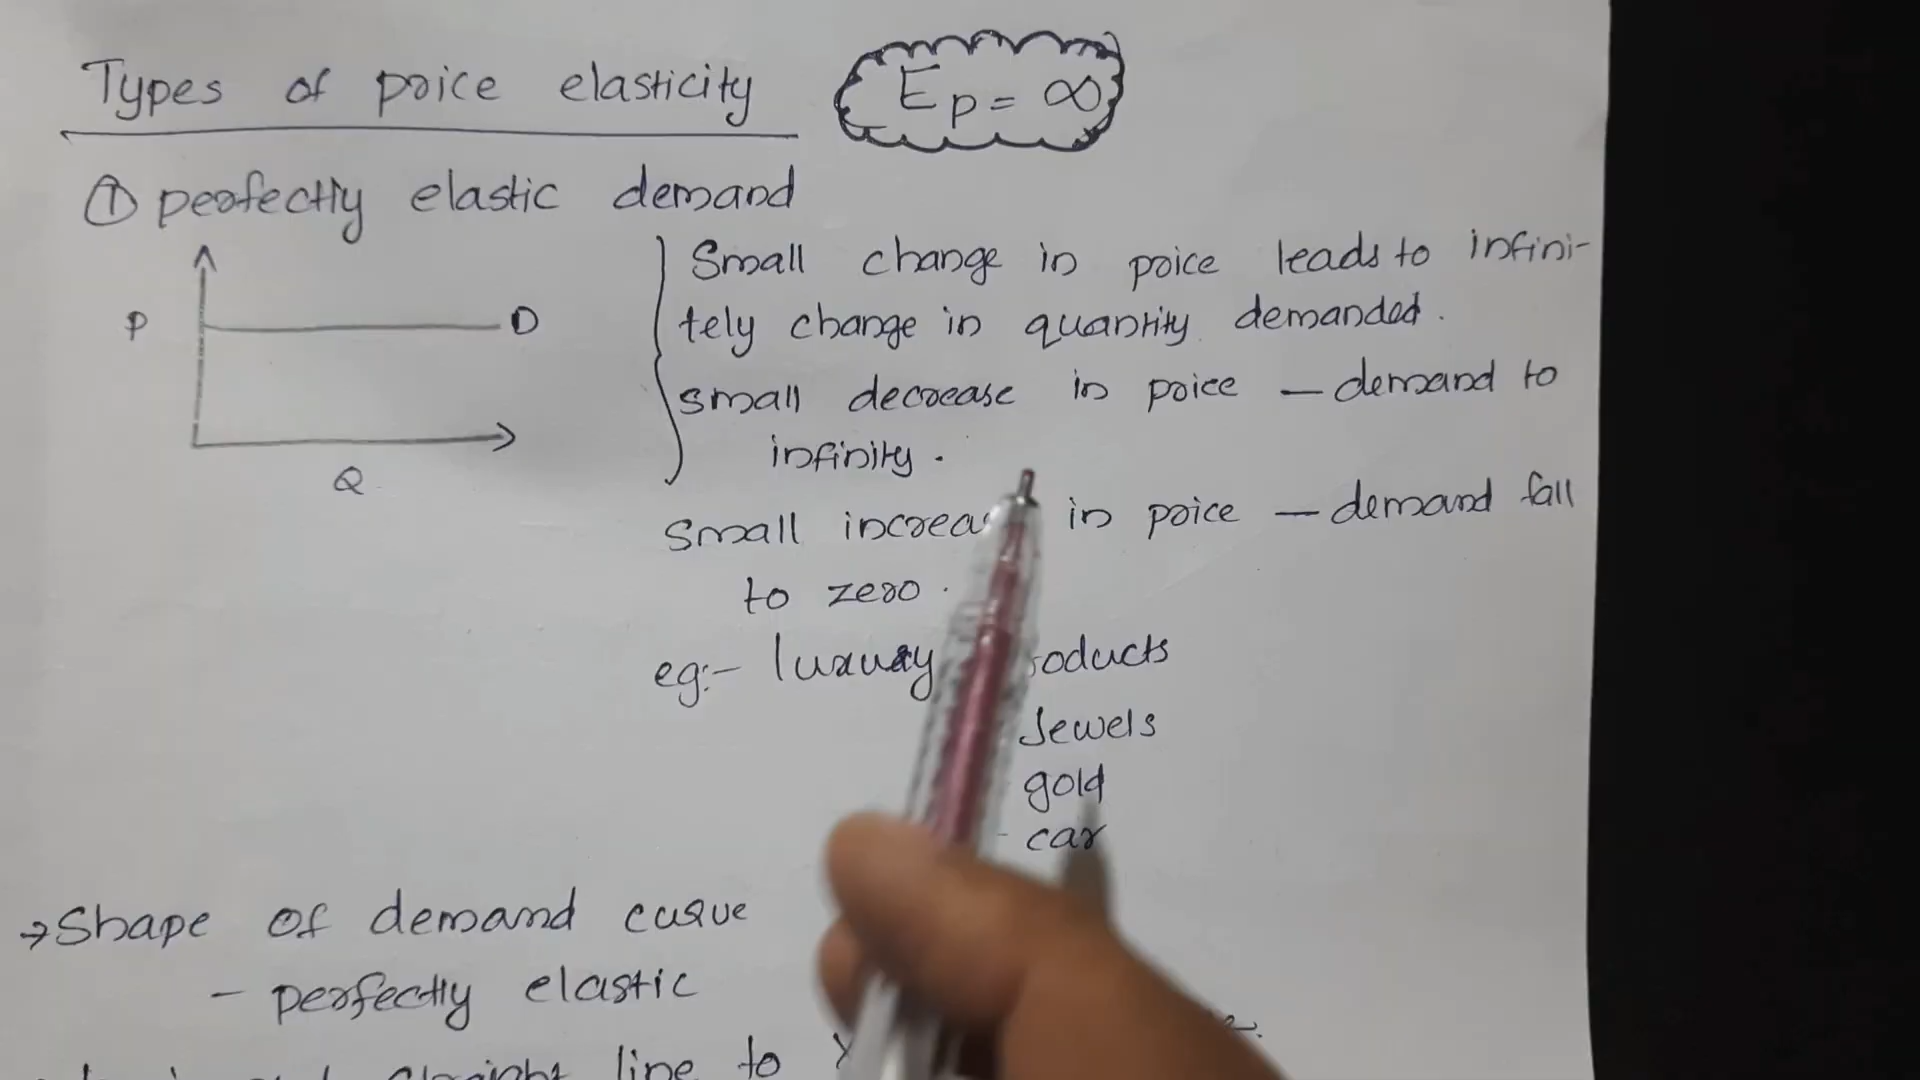 Types of price elasticity
Ep = ∞
① perfectly elastic demand
P
D
Q
Small change in price leads to infini-
tely change in quantity demanded.
small decrease in price — demand to
infinity.
Small in price — demand fall
to zero.
eg:- luxuary
Jewels
gold
car
→ Shape of demand curve
- perfectly elastic
line to